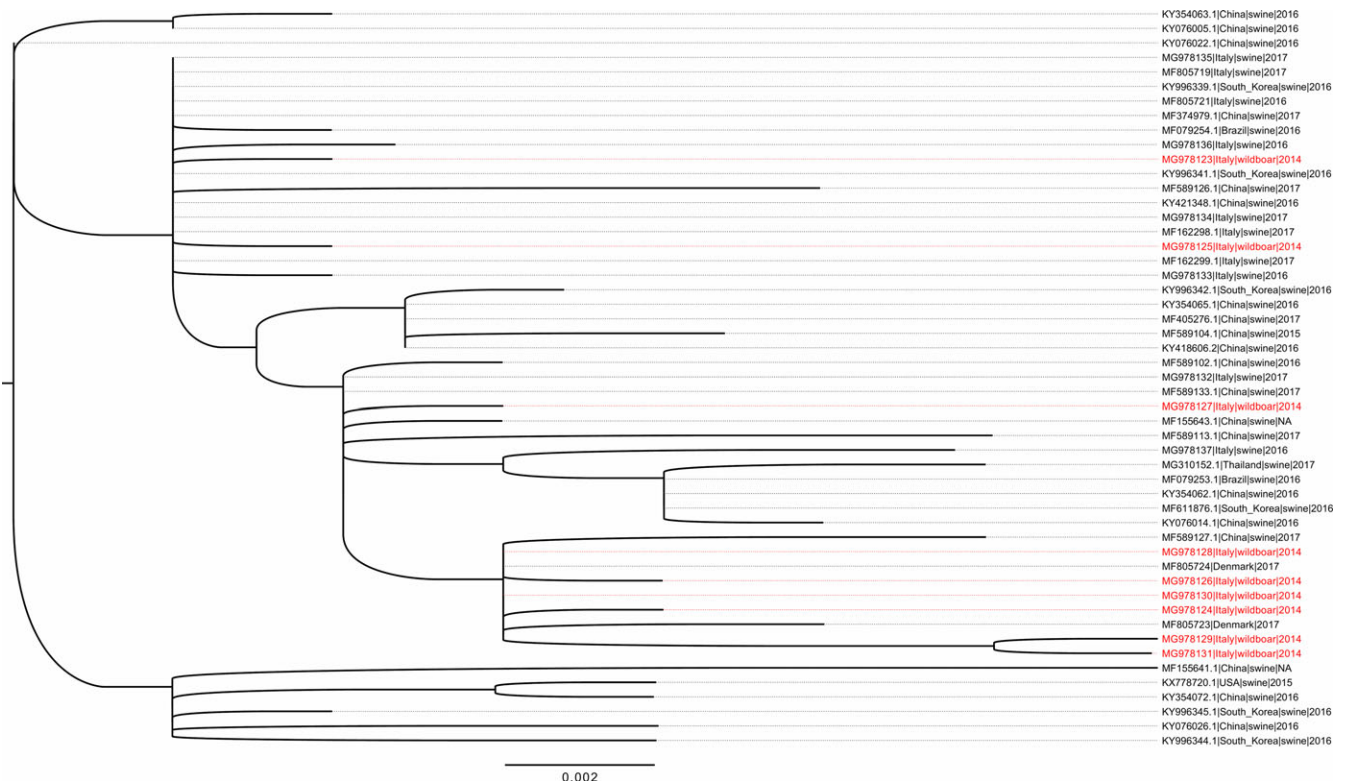 KY354063.1|China|swine|2016
KY076005.1|China|swine|2016
KY076022.1|China|swine|2016
MG978135|Italy|swine|2017
MF805719|Italy|swine|2017
KY996339.1|South_Korea|swine|2016
MF805721|Italy|swine|2016
MF374979.1|China|swine|2017
MF079254.1|Brazil|swine|2016
MG978136|Italy|swine|2016
MG978123|Italy|wildboar|2014
KY996341.1|South_Korea|swine|2016
MF589126.1|China|swine|2017
KY421348.1|China|swine|2016
MG978134|Italy|swine|2017
MF162298.1|Italy|swine|2017
MG978125|Italy|wildboar|2014
MF162299.1|Italy|swine|2017
MG978133|Italy|swine|2016
KY996342.1|South_Korea|swine|2016
KY354065.1|China|swine|2016
MF405276.1|China|swine|2017
MF589104.1|China|swine|2015
KY418606.2|China|swine|2016
MF589102.1|China|swine|2016
MG978132|Italy|swine|2017
MF589133.1|China|swine|2017
MG978127|Italy|wildboar|2014
MF155643.1|China|swine|NA
MF589113.1|China|swine|2017
MG978137|Italy|swine|2016
MG310152.1|Thailand|swine|2017
MF079253.1|Brazil|swine|2016
KY354062.1|China|swine|2016
MF611876.1|South_Korea|swine|2016
KY076014.1|China|swine|2016
MF589127.1|China|swine|2017
MG978128|Italy|wildboar|2014
MF805724|Denmark|2017
MG978126|Italy|wildboar|2014
MG978130|Italy|wildboar|2014
MG978124|Italy|wildboar|2014
MF805723|Denmark|2017
MG978129|Italy|wildboar|2014
MG978131|Italy|wildboar|2014
MF155641.1|China|swine|NA
KX778720.1|USA|swine|2015
KY354072.1|China|swine|2016
KY996345.1|South_Korea|swine|2016
KY076026.1|China|swine|2016
KY996344.1|South_Korea|swine|2016
0.002